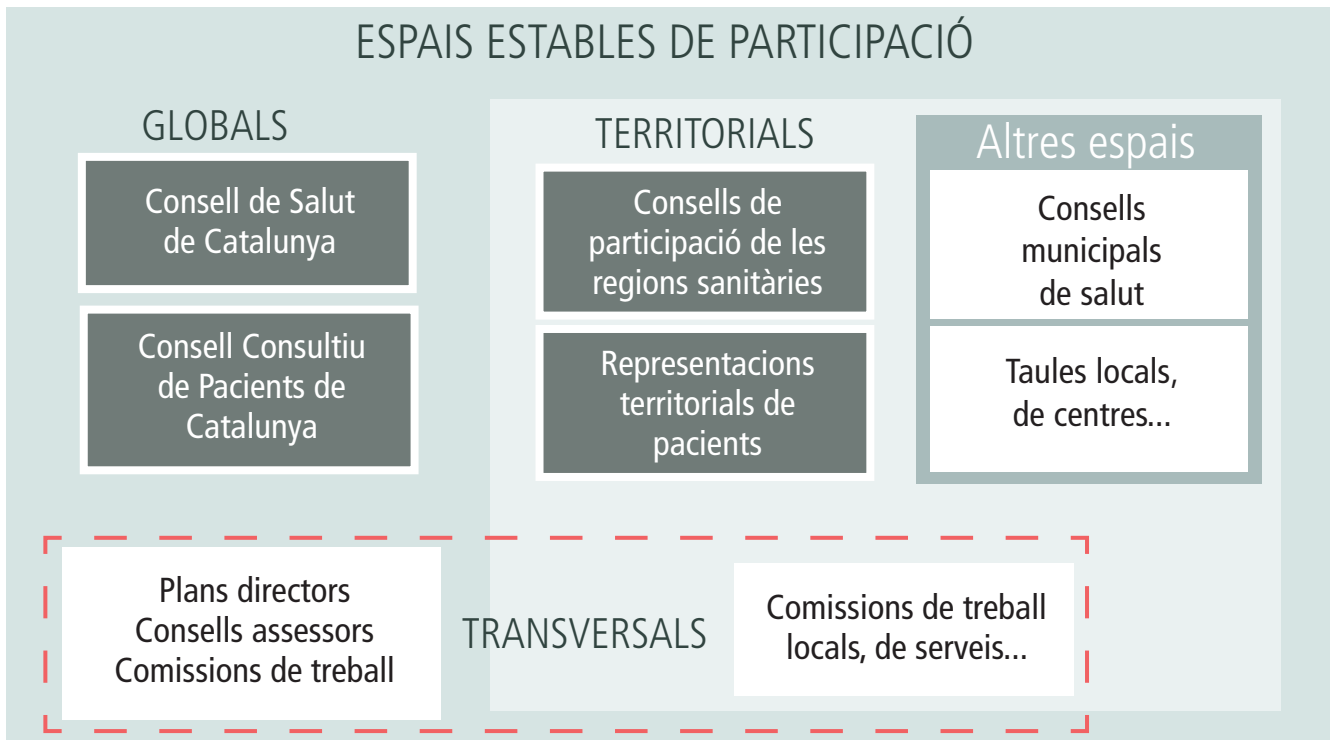 ESPAIS ESTABLES DE PARTICIPACIÓ
GLOBALS
Consell de Salut
de Catalunya
Consell Consultiu
de Pacients de
Catalunya
TERRITORIALS
Consells de
participació de les
regions sanitàries
Representacions
territorials de
pacients
Altres espais
Consells
municipals
de salut
Taules locals,
de centres...
Plans directors
Consells assessors
Comissions de treball
TRANSVERSALS
Comissions de treball
locals, de serveis...